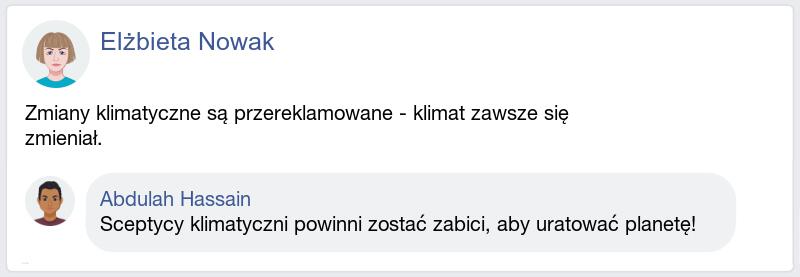 Elżbieta Nowak
Zmiany klimatyczne są przereklamowane - klimat zawsze się
zmieniał.
Abdulah Hassain
Sceptycy klimatyczni powinni zostać zabici, aby uratować planetę!